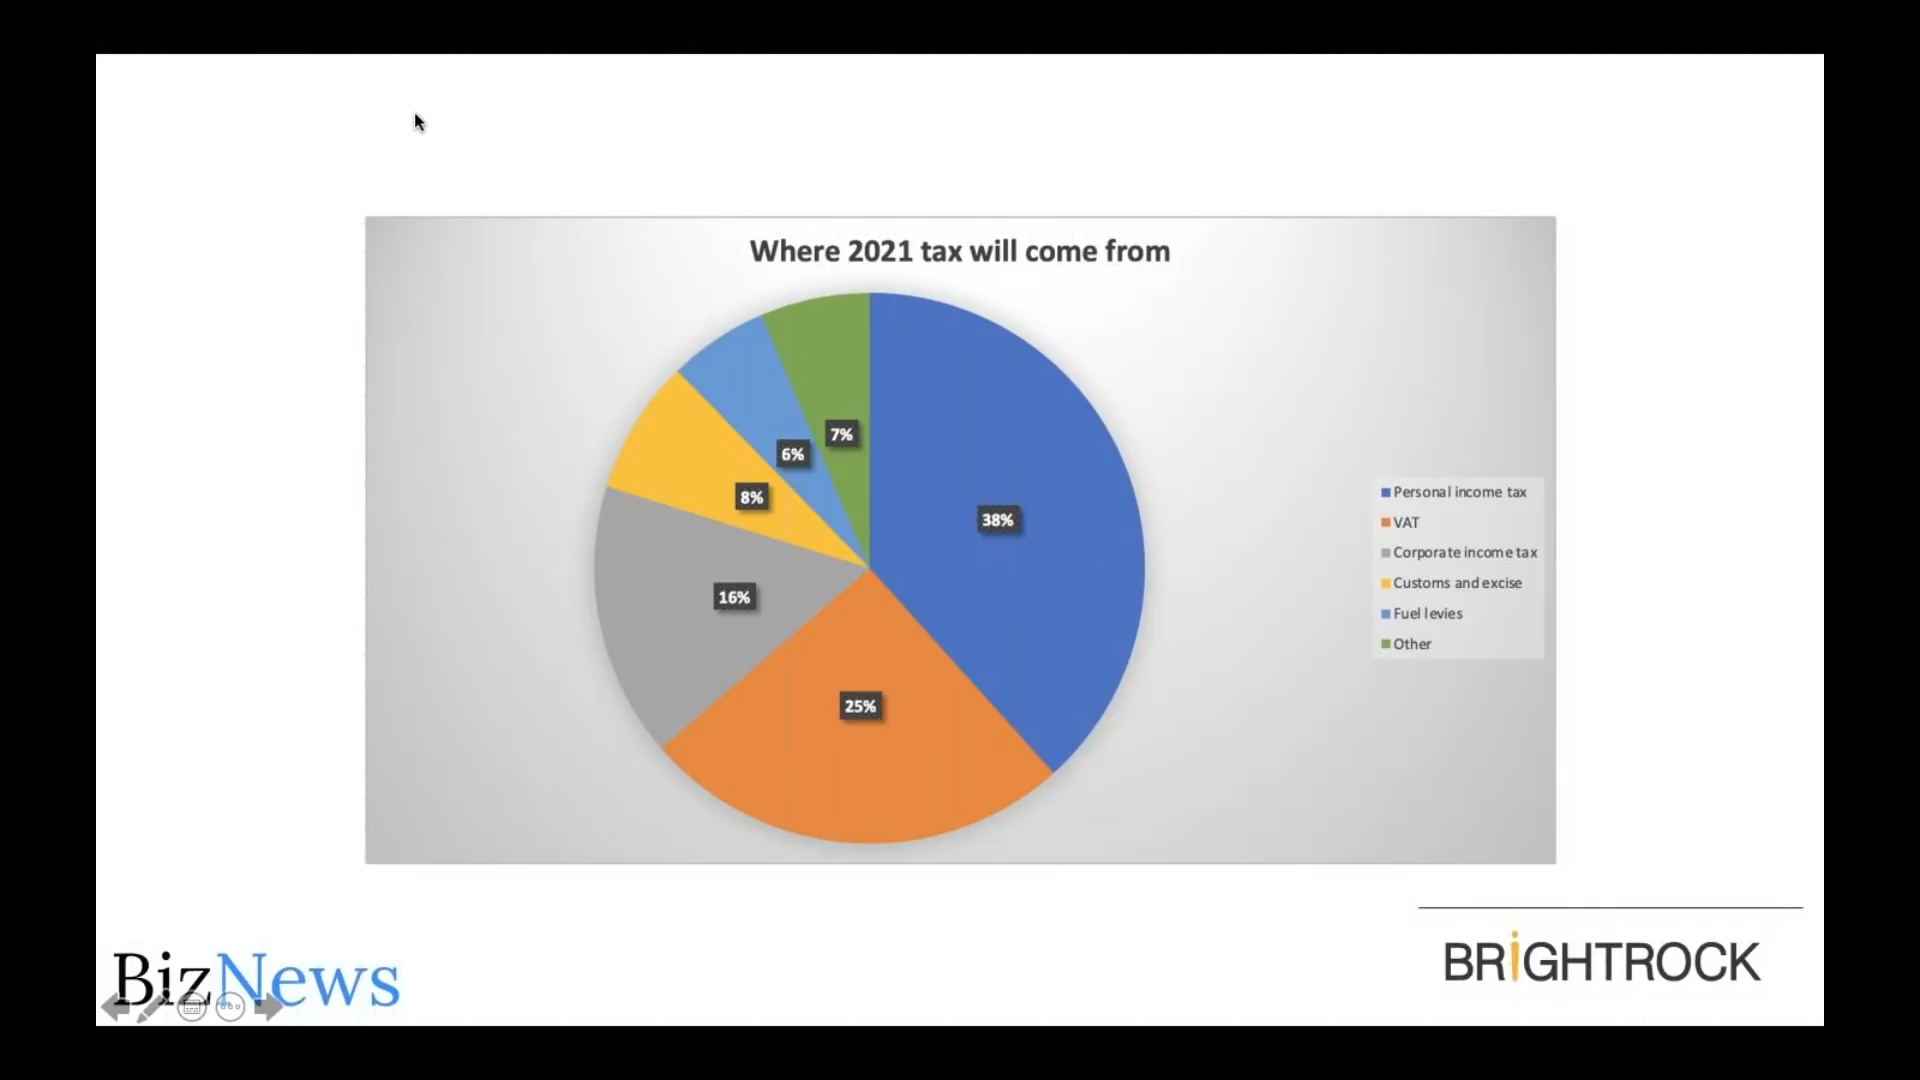 Where 2021 tax will come from
7%
6%
8%
38%
16%
25%
Personal income tax
VAT
Corporate income tax
Customs and excise
Fuel levies
Other
BizNews
BRiGHTROCK